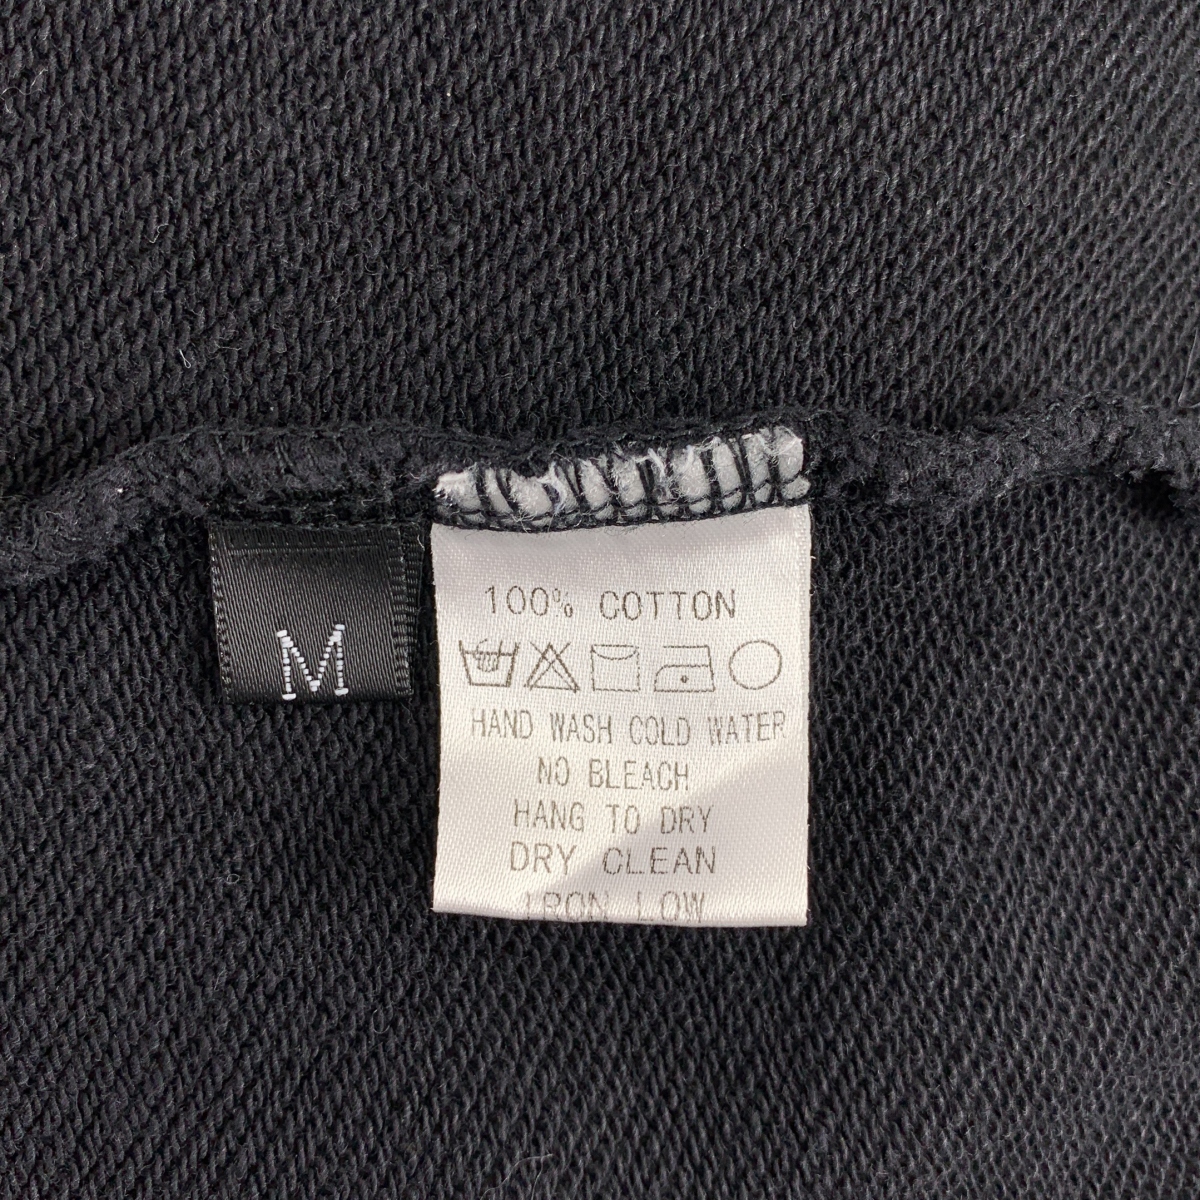 M
100% COTTON
HAND WASH COLD WATER
NO BLEACH
HANG TO DRY
DRY CLEAN
IRON LOW